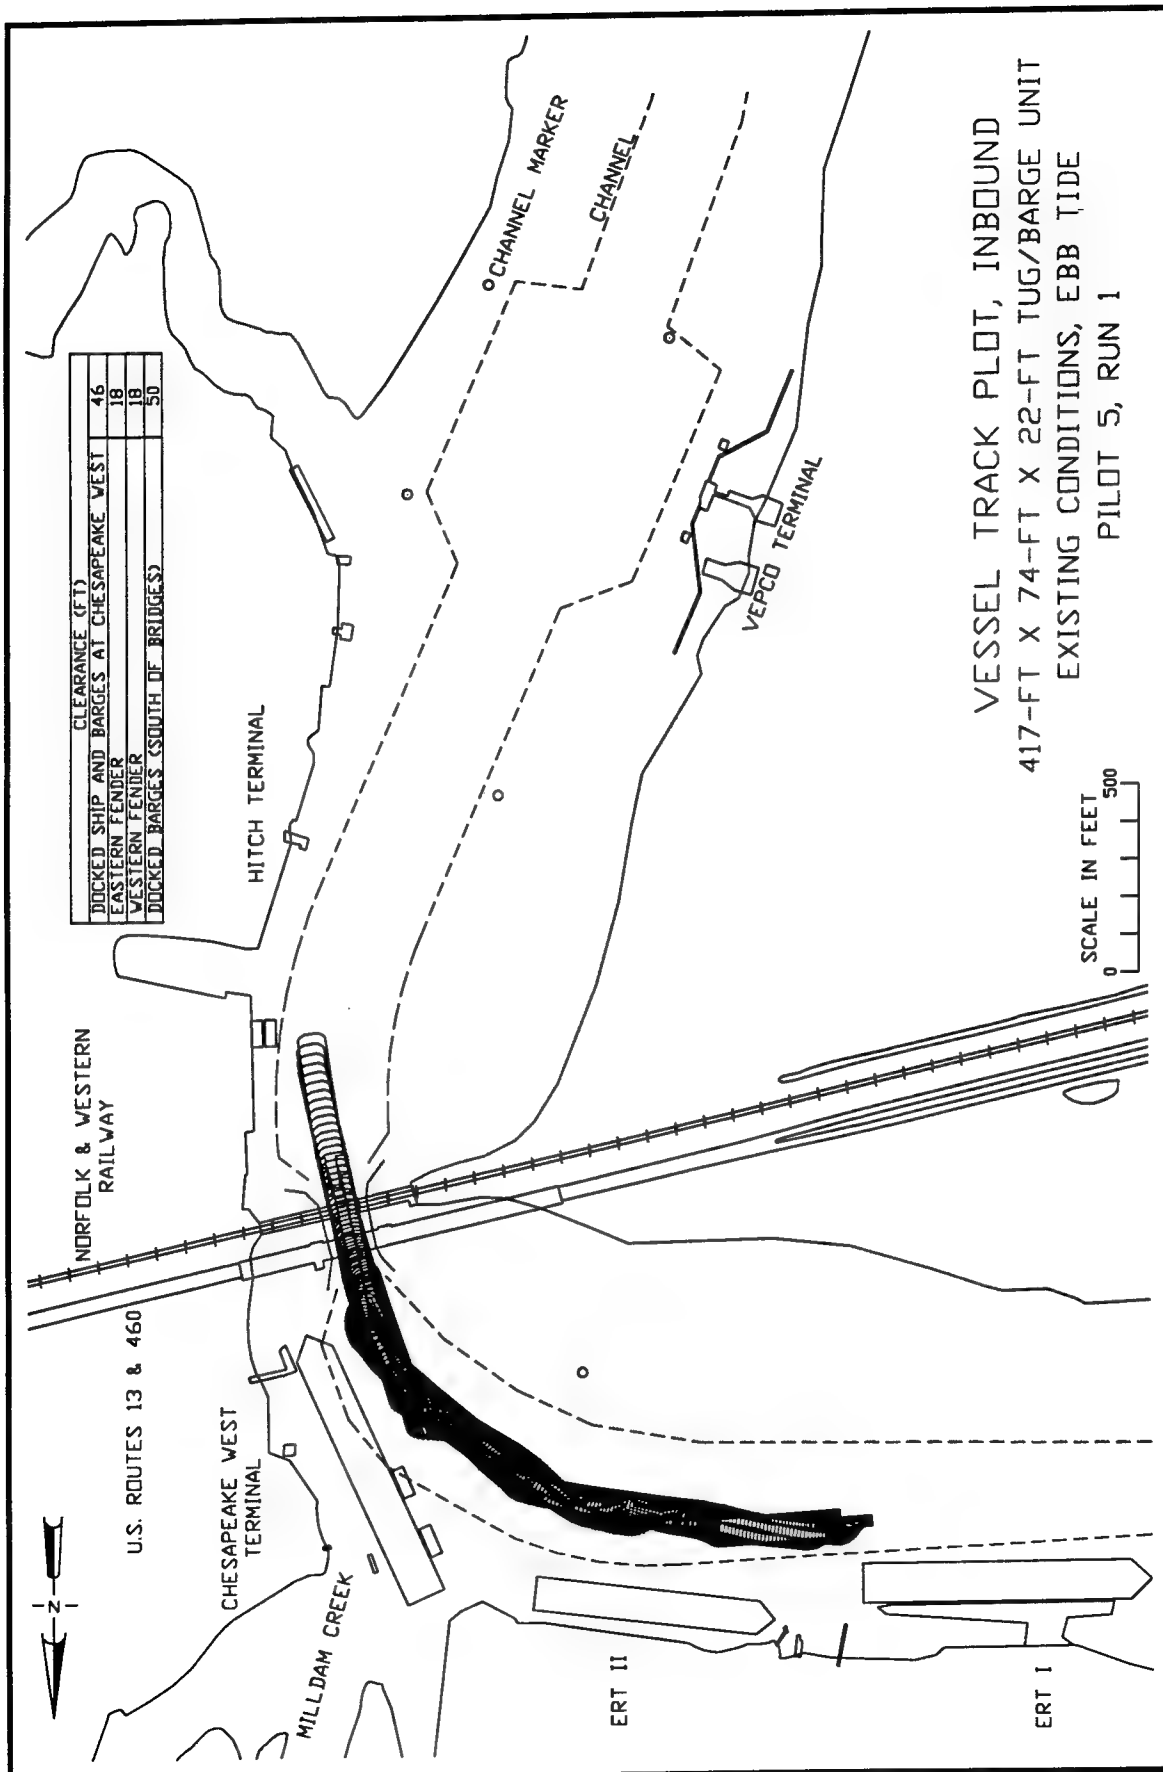 CLEARANCE (FT)
DOCKED SHIP AND BARGES AT CHESAPEAKE WEST 46
EASTERN FENDER 18
WESTERN FENDER 18
DOCKED BARGES (SOUTH OF BRIDGES) 50
N
NORFOLK & WESTERN
RAILWAY
U.S. ROUTES 13 & 460
CHESAPEAKE WEST
TERMINAL
MILLDAM CREEK
HITCH TERMINAL
CHANNEL MARKER
CHANNEL
VEPCO TERMINAL
ERT II
ERT I
SCALE IN FEET
0 500
VESSEL TRACK PLOT, INBOUND
417-FT X 74-FT X 22-FT TUG/BARGE UNIT
EXISTING CONDITIONS, EBB TIDE
PILOT 5, RUN 1